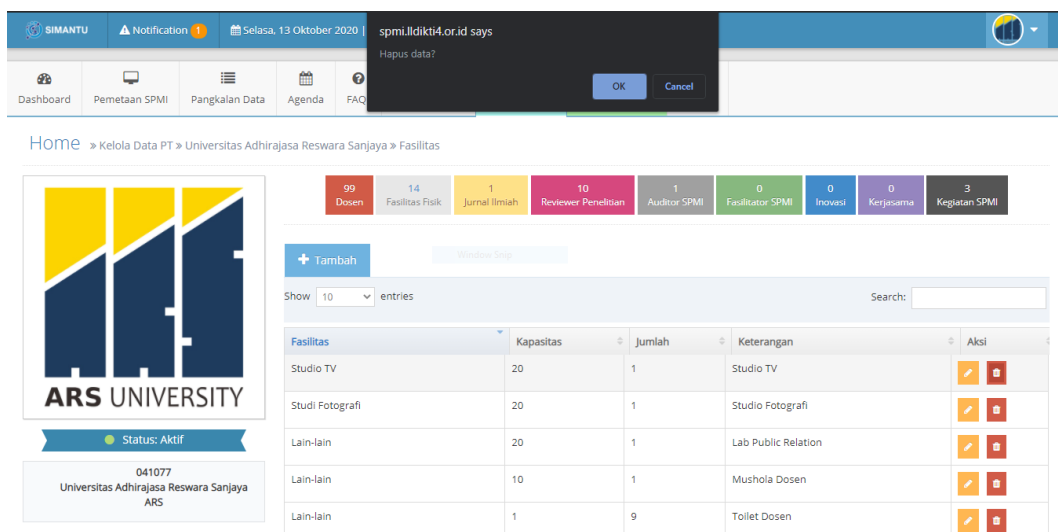 SIMANTU
Notification 1
Selasa, 13 Oktober 2020 |
spmi.lldikti4.or.id says
Hapus data?
OK Cancel
Dashboard Pemetaan SPMI Pangkalan Data Agenda FAQ
Home » Kelola Data PT » Universitas Adhirajasa Reswara Sanjaya » Fasilitas
99 14 1 10 1 0 0 0 3
Dosen Fasilitas Fisik Jurnal Ilmiah Reviewer Penelitian Auditor SPMI Fasilitator SPMI Inovasi Kerjasama Kegiatan SPMI
ARS UNIVERSITY
Status: Aktif
041077
Universitas Adhirajasa Reswara Sanjaya
ARS
Tambah
Window Snip
Show 10 entries Search:
Fasilitas Kapasitas Jumlah Keterangan Aksi
Studio TV 20 1 Studio TV
Studi Fotografi 20 1 Studio Fotografi
Lain-lain 20 1 Lab Public Relation
Lain-lain 10 1 Mushola Dosen
Lain-lain 1 9 Toilet Dosen